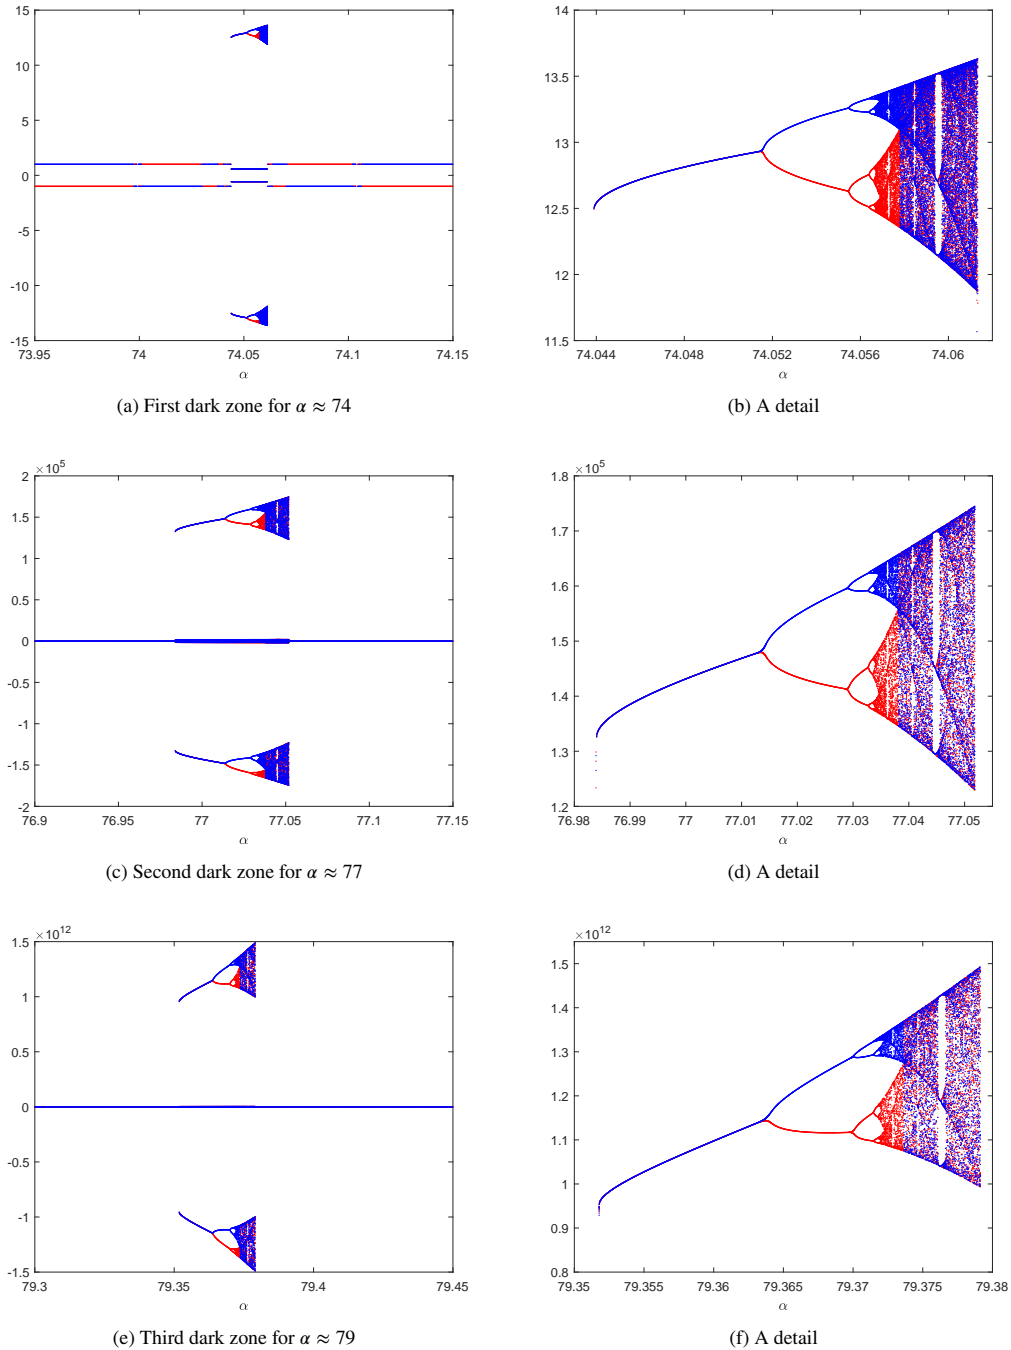 15
10
5
0
-5
-10
-15
73.95 74 74.05 74.1 74.15
α
(a) First dark zone for α ≈ 74
14
13.5
13
12.5
12
11.5
74.044 74.048 74.052 74.056 74.06
α
(b) A detail
×10^5
2
1.5
1
0.5
0
-0.5
-1
-1.5
-2
76.9 76.95 77 77.05 77.1 77.15
α
(c) Second dark zone for α ≈ 77
×10^5
1.8
1.7
1.6
1.5
1.4
1.3
1.2
76.98 76.99 77 77.01 77.02 77.03 77.04 77.05
α
(d) A detail
×10^12
1.5
1
0.5
0
-0.5
-1
-1.5
79.3 79.35 79.4 79.45
α
(e) Third dark zone for α ≈ 79
×10^12
1.5
1.4
1.3
1.2
1.1
1
0.9
0.8
79.35 79.355 79.36 79.365 79.37 79.375 79.38
α
(f) A detail